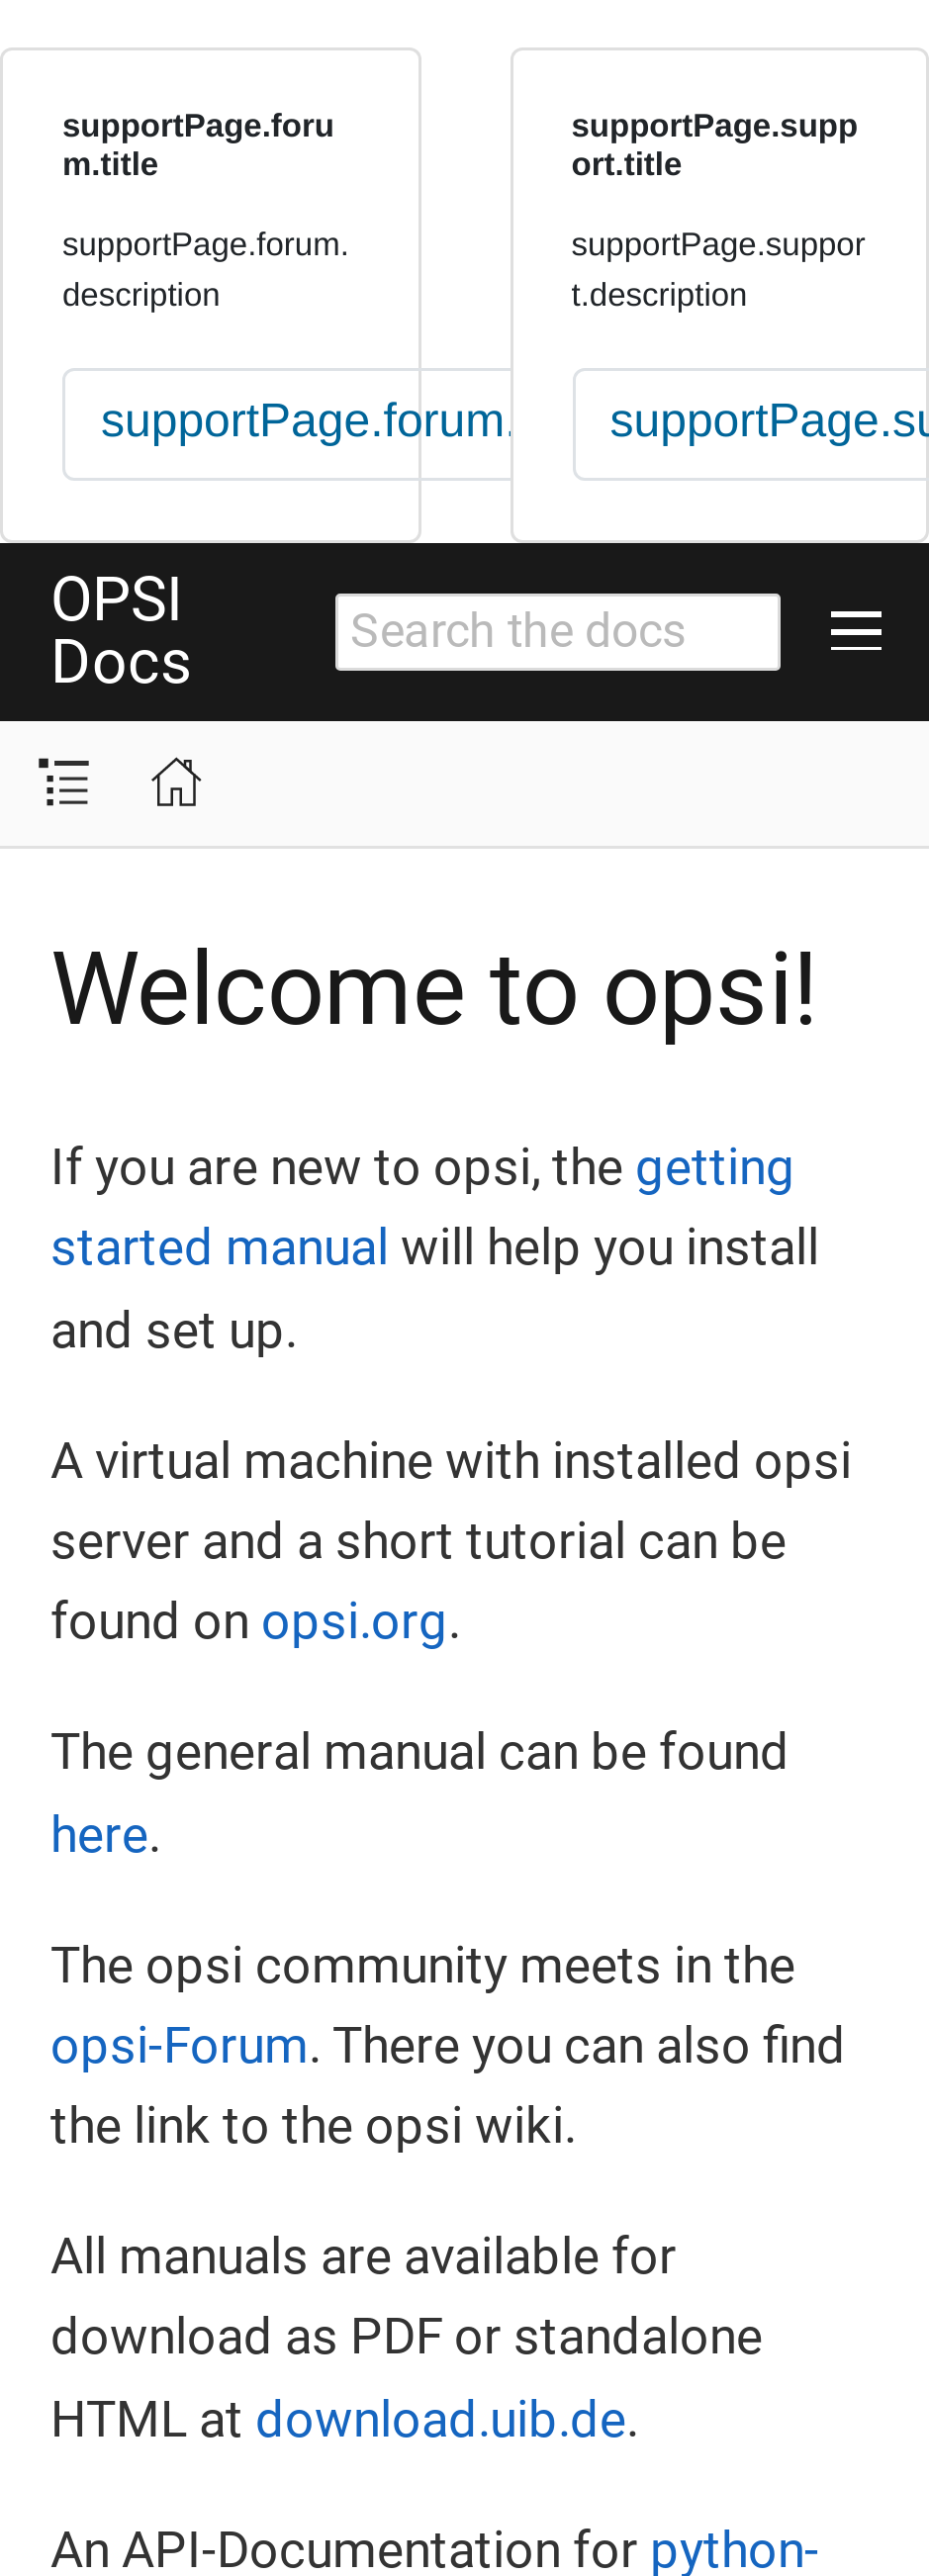 supportPage.foru
m.title
supportPage.forum.
description
supportPage.forum.
supportPage.supp
ort.title
supportPage.suppor
t.description
supportPage.su
OPSI
Docs
Search the docs
Welcome to opsi!
If you are new to opsi, the getting
started manual will help you install
and set up.
A virtual machine with installed opsi
server and a short tutorial can be
found on opsi.org.
The general manual can be found
here.
The opsi community meets in the
opsi-Forum. There you can also find
the link to the opsi wiki.
All manuals are available for
download as PDF or standalone
HTML at download.uib.de.
An API-Documentation for python-